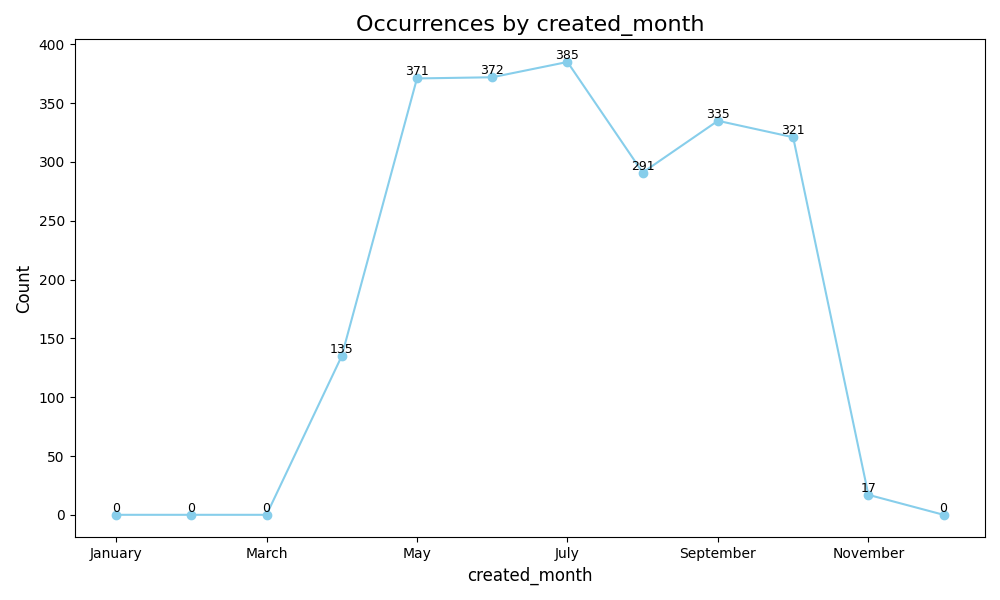 Occurrences by created_month
400
350
300
250
200
150
100
50
0
Count
0
0
0
135
371
372
385
291
335
321
17
0
January
March
May
July
September
November
created_month